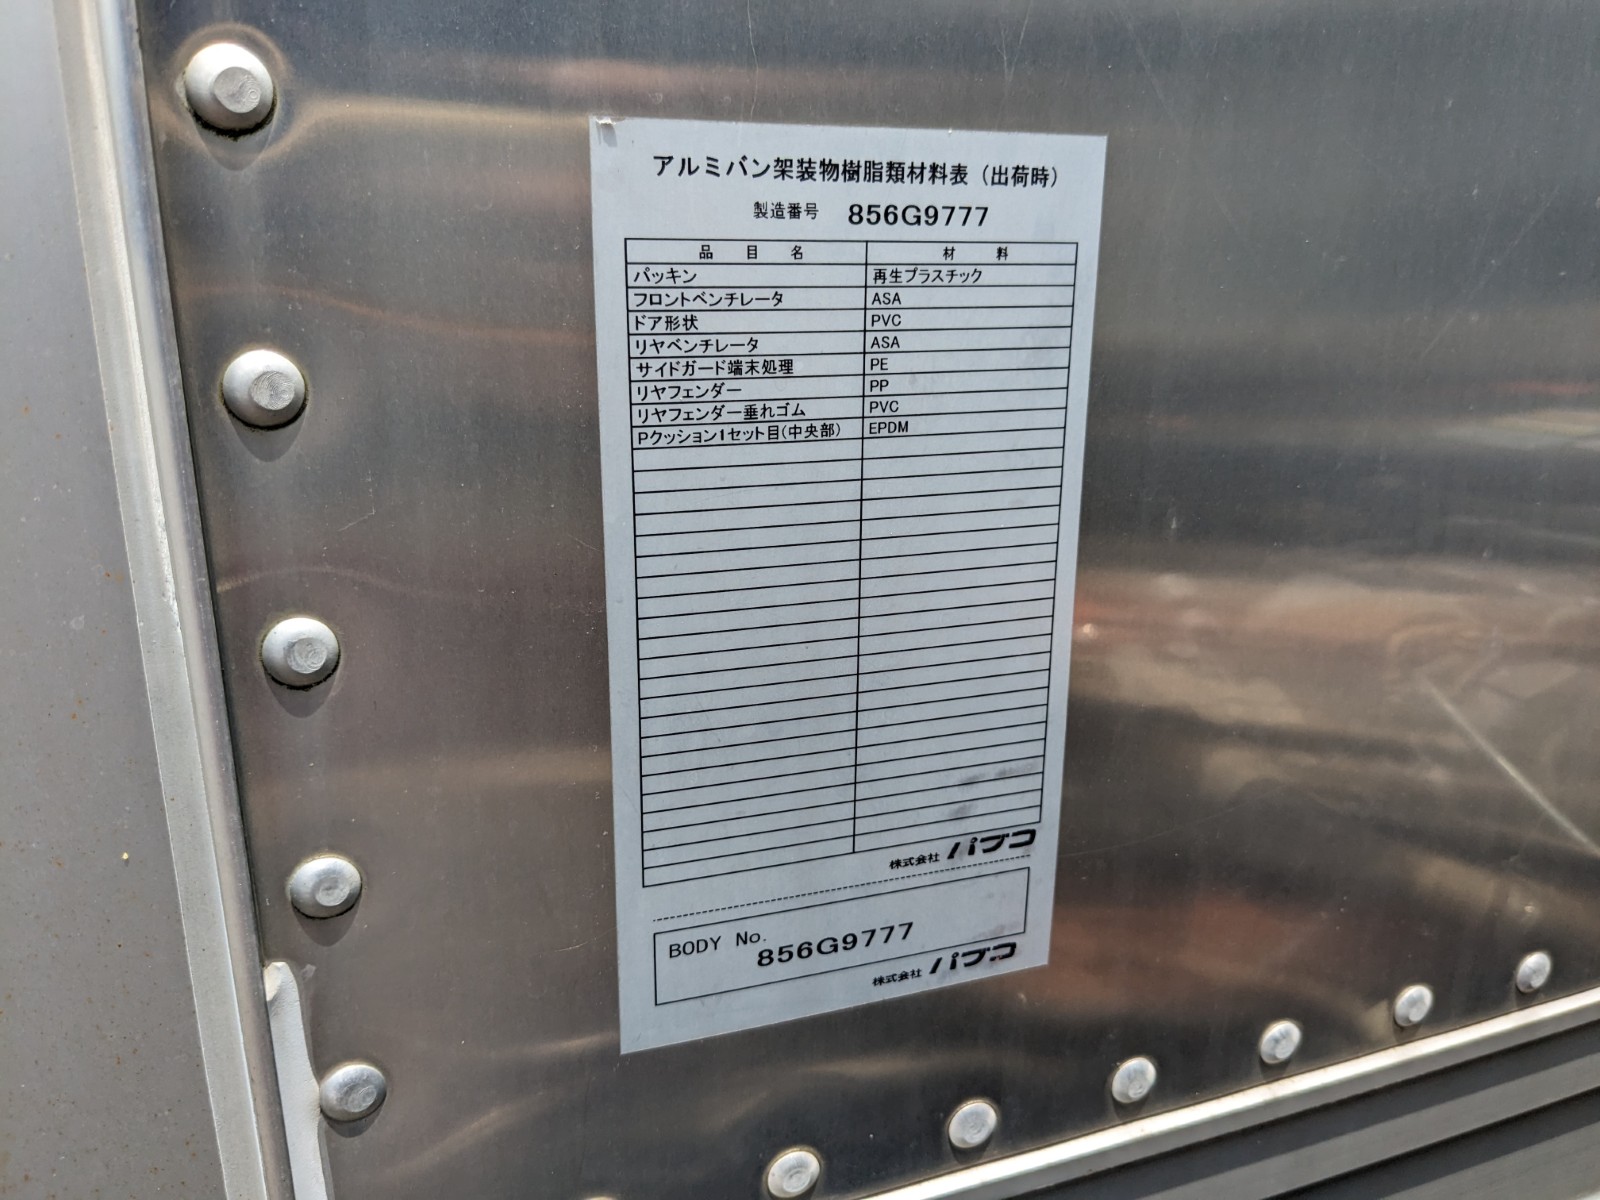 アルミバン架装物樹脂類材料表（出荷時）
製造番号 856G9777
品目名 材料
パッキン 再生プラスチック
フロントベンチレータ ASA
ドア形状 PVC
リヤベンチレータ ASA
サイドガード端末処理 PE
リヤフェンダー PP
リヤフェンダー垂れゴム PVC
Pクッション1セット目(中央部) EPDM
株式会社 パブコ
BODY No. 856G9777
株式会社 パブコ